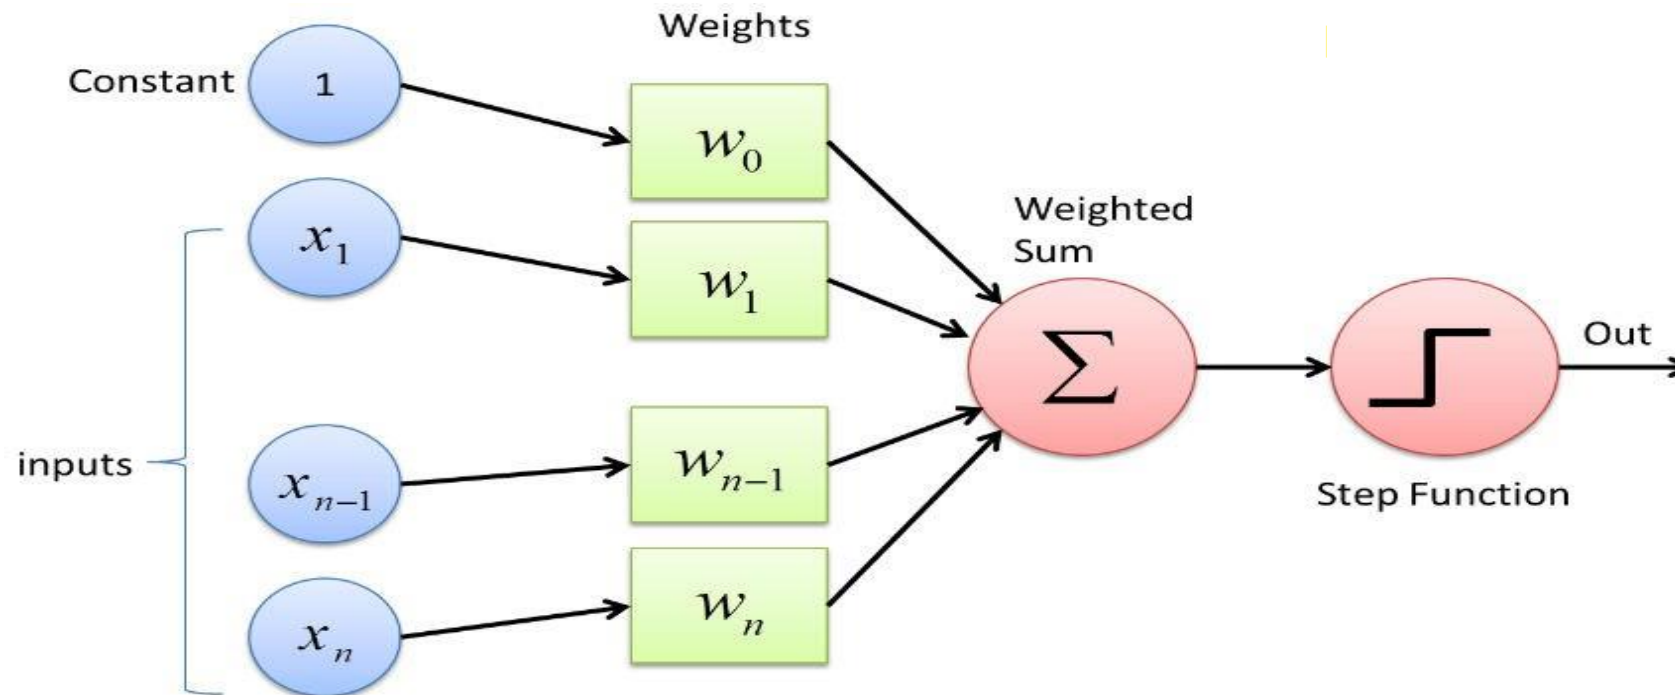 Weights
Constant
1
w₀
x₁
w₁
Weighted
Sum
Σ
Out
inputs
xₙ₋₁
wₙ₋₁
Step Function
xₙ
wₙ